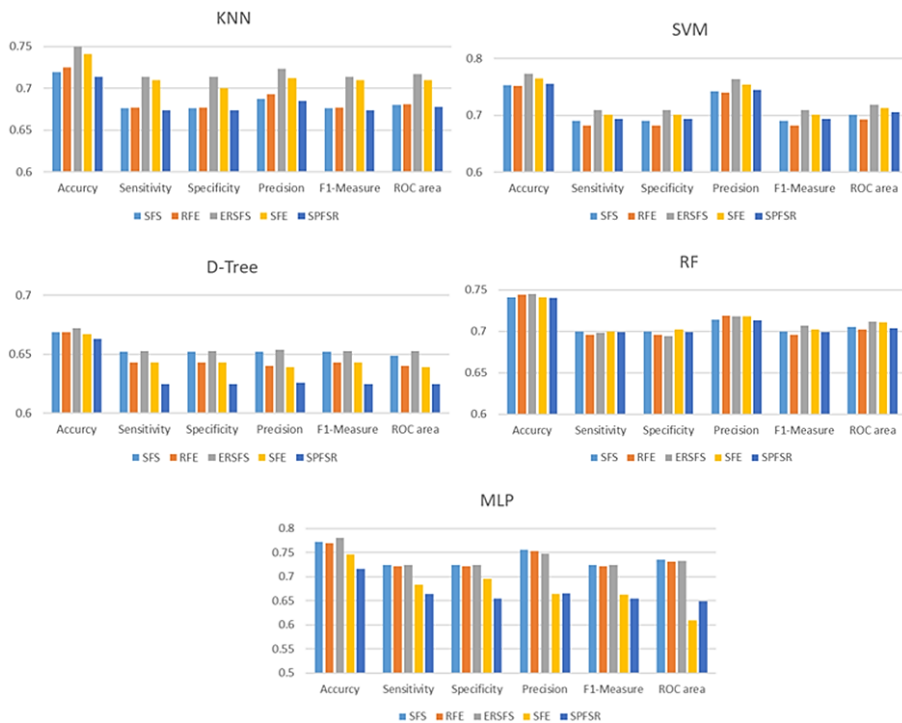 KNN
0.75
0.7
0.65
0.6
Accurcy Sensitivity Specificity Precision F1-Measure ROC area
SFS RFE ERSFS SFE SPFSR
SVM
0.8
0.7
0.6
Accurcy Sensitivity Specificity Precision F1-Measure ROC area
SFS RFE ERSFS SFE SPFSR
D-Tree
0.7
0.65
0.6
Accurcy Sensitivity Specificity Precision F1-Measure ROC area
SFS RFE ERSFS SFE SPFSR
RF
0.75
0.7
0.65
0.6
Accurcy Sensitivity Specificity Precision F1-Measure ROC area
SFS RFE ERSFS SFE SPFSR
MLP
0.8
0.75
0.7
0.65
0.6
0.55
0.5
Accurcy Sensitivity Specificity Precision F1-Measure ROC area
SFS RFE ERSFS SFE SPFSR